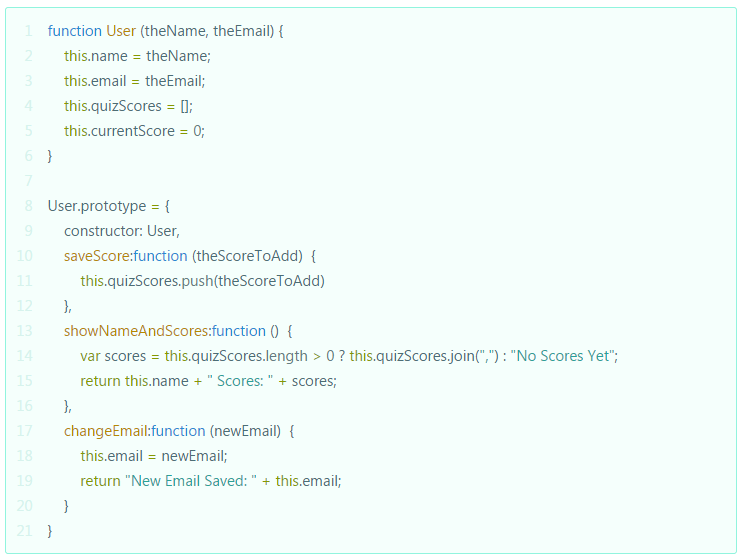 1 function User (theName, theEmail) {
2 this.name = theName;
3 this.email = theEmail;
4 this.quizScores = [];
5 this.currentScore = 0;
6 }
7
8 User.prototype = {
9 constructor: User,
10 saveScore:function (theScoreToAdd)  {
11 this.quizScores.push(theScoreToAdd)
12 },
13 showNameAndScores:function ()  {
14 var scores = this.quizScores.length > 0 ? this.quizScores.join(",") : "No Scores Yet";
15 return this.name + " Scores: " + scores;
16 },
17 changeEmail:function (newEmail)  {
18 this.email = newEmail;
19 return "New Email Saved: " + this.email;
20 }
21 }